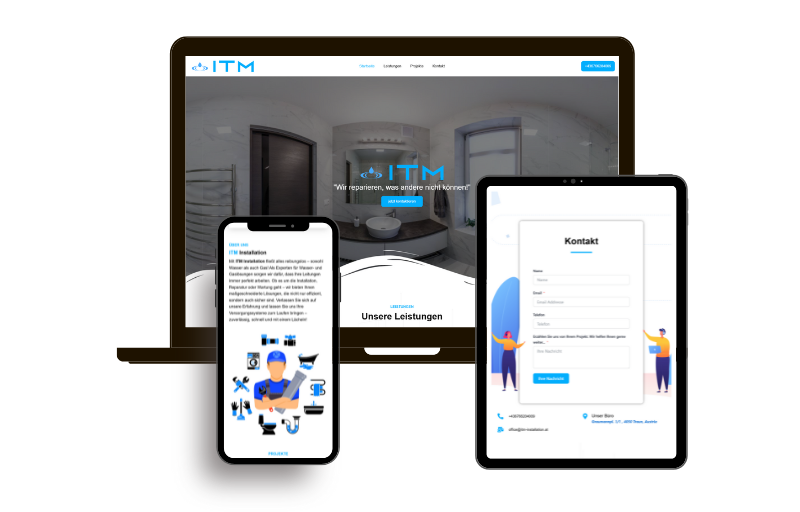 ITM
Startseite Leistungen Projekte Kontakt
ITM
"Wir reparieren, was andere nicht können!"
Jetzt kontaktieren
LEISTUNGEN
Unsere Leistungen
ÜBER UNS
ITM Installation
Mit ITM Installation fließt alles reibungslos – sowohl
Wasser als auch Gas! Als Experten für Wasser- und
Gaslösungen sorgen wir dafür, dass Ihre Leitungen
immer perfekt arbeiten. Ob es um die Installation,
Reparatur oder Wartung geht – wir bieten Ihnen
maßgeschneiderte Lösungen, die nicht nur effizient,
sondern auch sicher sind. Verlassen Sie sich auf
unsere Erfahrung und lassen Sie uns Ihre
Versorgungssysteme zum Laufen bringen –
zuverlässig, schnell und mit einem Lächeln!
PROJEKTE
Kontakt
Name
Name
Email *
Email Addresse
Telefon
Telefon
Erzählen Sie uns von Ihrem Projekt. Wir helfen Ihnen gerne
weiter... *
Ihre Nachricht
Ihre Nachricht
Unser Büro
office@itm-installation.at